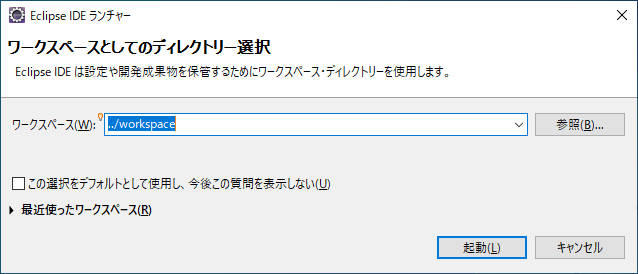 Eclipse IDE ランチャー
ワークスペースとしてのディレクトリー選択
Eclipse IDE は設定や開発成果物を保管するためにワークスペース・ディレクトリーを使用します。
ワークスペース(W): ../workspace 参照(B)...
この選択をデフォルトとして使用し、今後この質問を表示しない(U)
最近使ったワークスペース(R)
起動(L) キャンセル